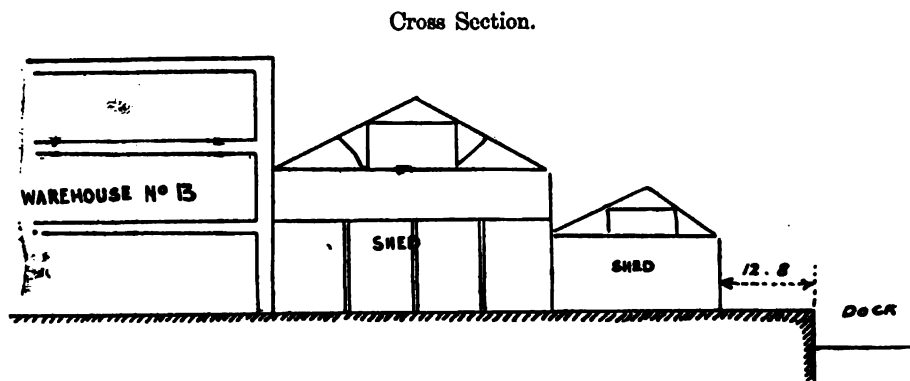 Cross Section.
WAREHOUSE No 13
SHED
SHED
12.8
DOCK